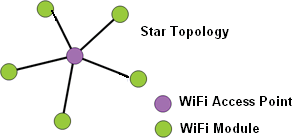 Star Topology
WiFi Access Point
WiFi Module